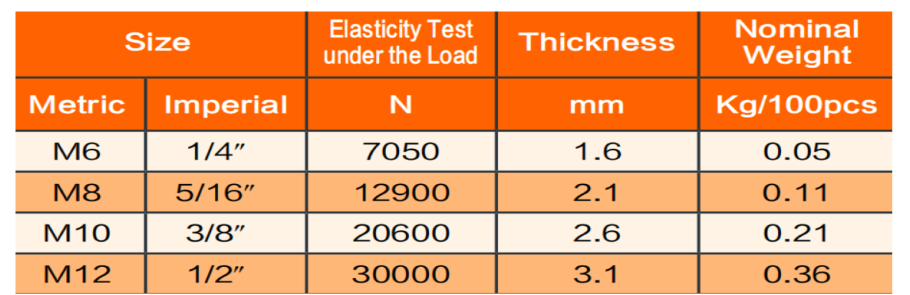 Size Elasticity Test under the Load Thickness Nominal Weight
Metric Imperial N mm Kg/100pcs
M6 1/4″ 7050 1.6 0.05
M8 5/16″ 12900 2.1 0.11
M10 3/8″ 20600 2.6 0.21
M12 1/2″ 30000 3.1 0.36